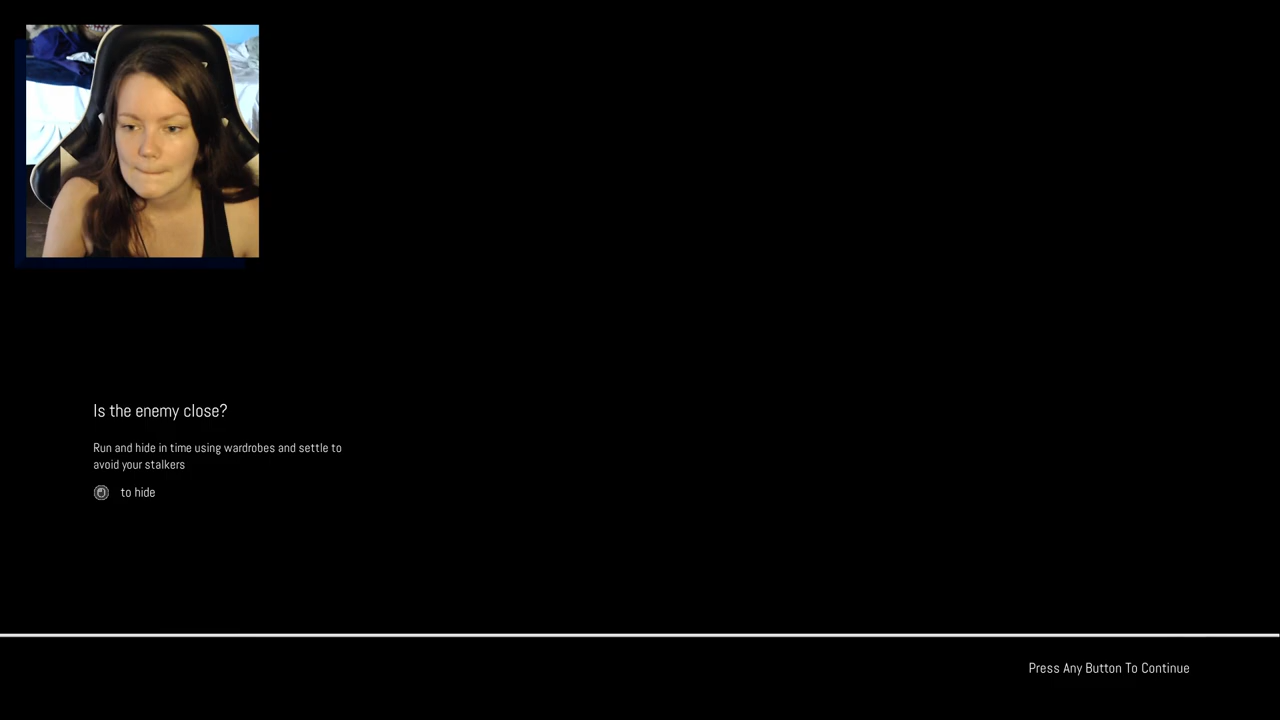 Is the enemy close?
Run and hide in time using wardrobes and settle to
avoid your stalkers
to hide
Press Any Button To Continue